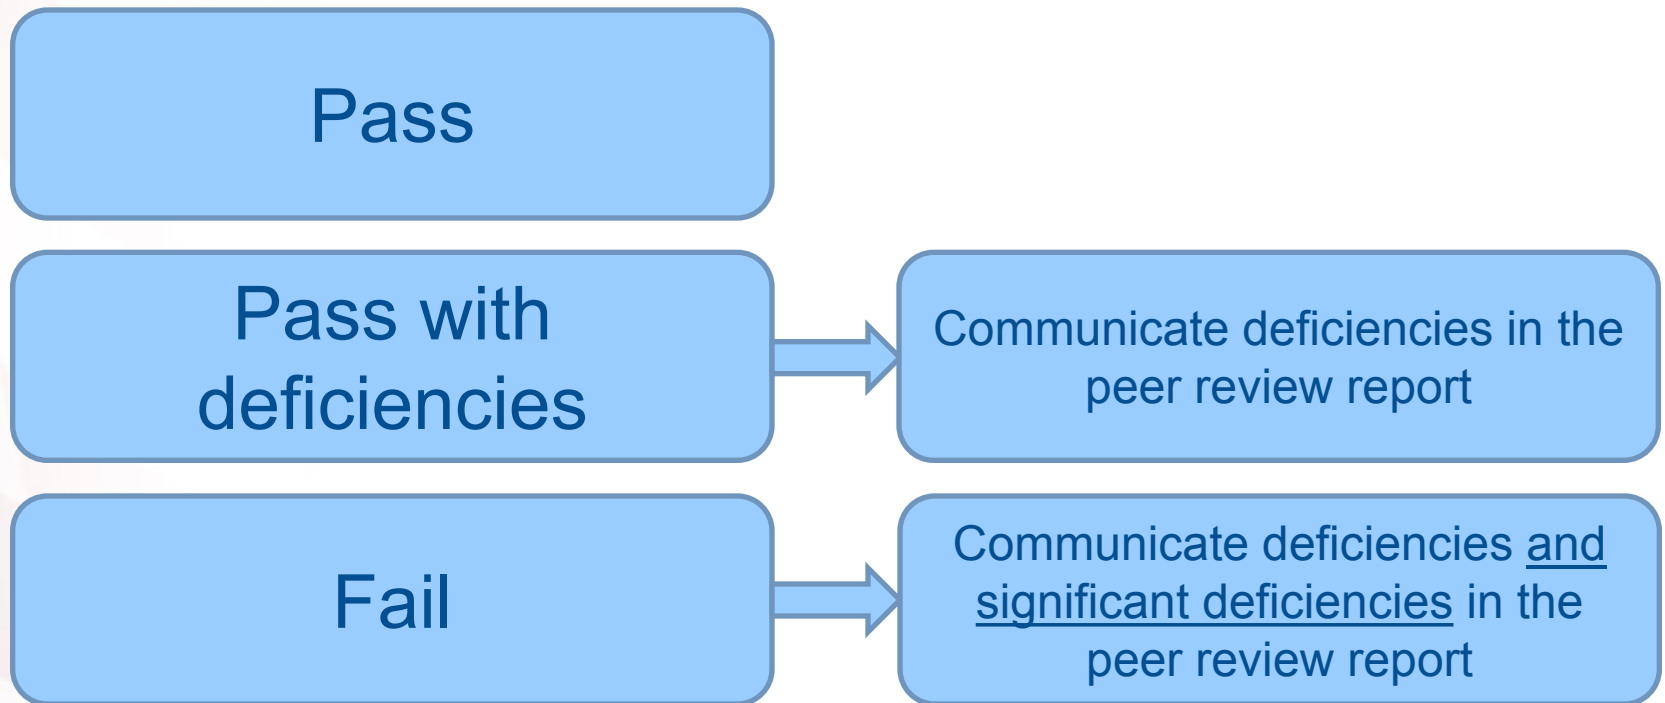 Pass
Pass with
deficiencies
Communicate deficiencies in the
peer review report
Fail
Communicate deficiencies and
significant deficiencies in the
peer review report